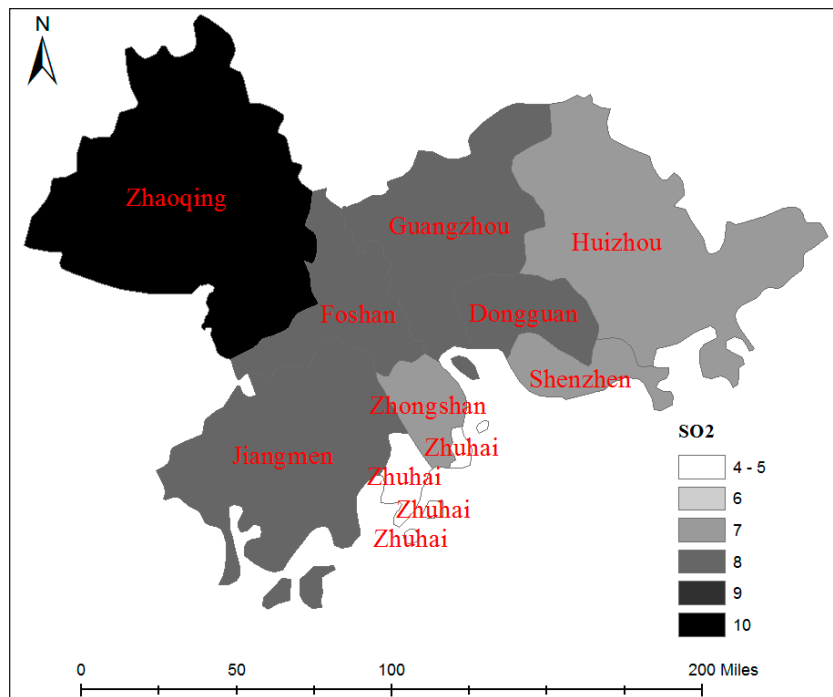 N
Zhaoqing
Guangzhou
Huizhou
Foshan
Dongguan
Shenzhen
Zhongshan
Jiangmen
Zhuhai
Zhuhai
Zhuhai
Zhuhai
SO2
4 - 5
6
7
8
9
10
0 50 100 200 Miles